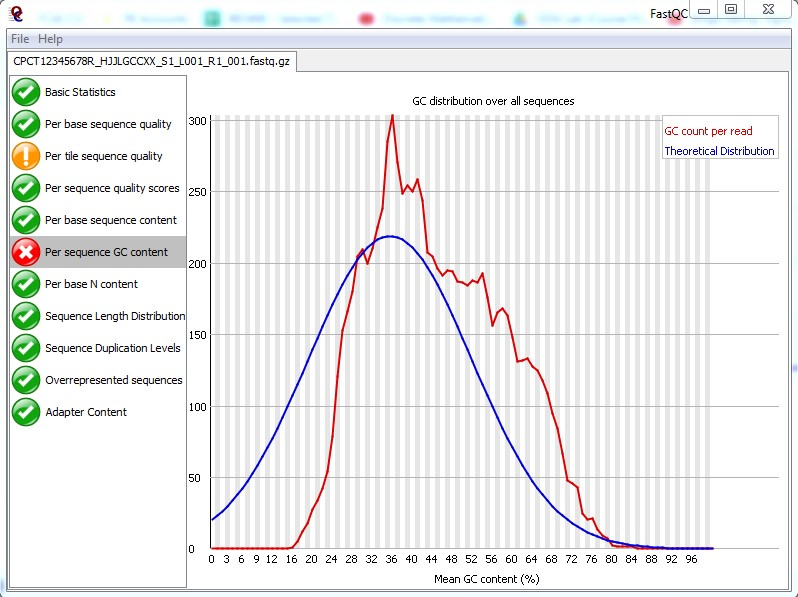 FastQC
File Help
CPCT12345678R_HJJLGCCXX_S1_L001_R1_001.fastq.gz
Basic Statistics
Per base sequence quality
Per tile sequence quality
Per sequence quality scores
Per base sequence content
Per sequence GC content
Per base N content
Sequence Length Distribution
Sequence Duplication Levels
Overrepresented sequences
Adapter Content
GC distribution over all sequences
GC count per read
Theoretical Distribution
300
250
200
150
100
50
0
0 3 6 9 12 16 20 24 28 32 36 40 44 48 52 56 60 64 68 72 76 80 84 88 92 96
Mean GC content (%)